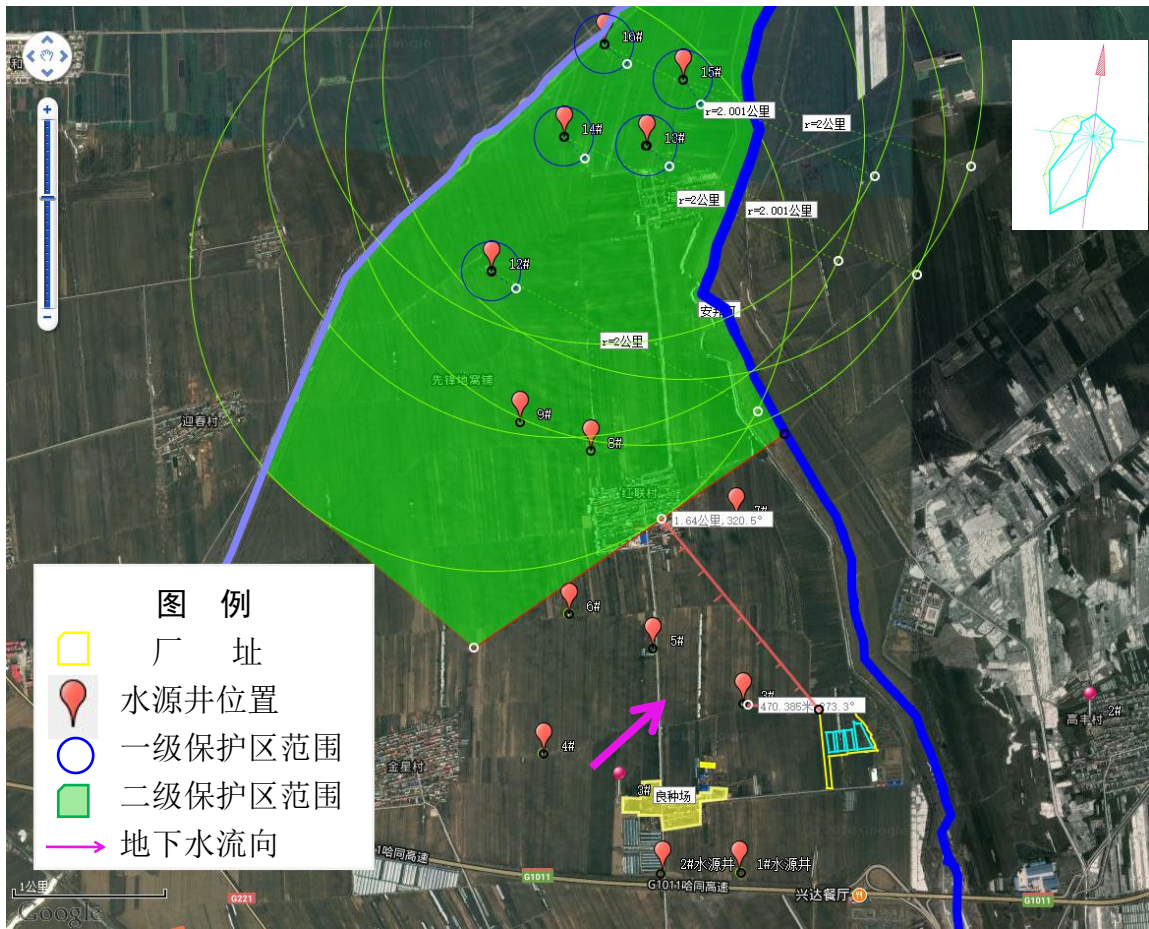 和
16#
15#
r=2.001公里
r=2公里
14#
13#
r=2公里
r=2.001公里
12#
r=2公里
先锋地窝铺
迎春村
9#
8#
红联村
7#
1.64公里,320.5°
6#
5#
3#
470.385米,273.3°
高丰村
2#
4#
金星村
3#
良种场
2#水源井
1#水源井
哈同高速
G1011
G1011哈同高速
兴达餐厅
G1011
G221
1公里
Google
图 例
厂 址
水源井位置
一级保护区范围
二级保护区范围
地下水流向